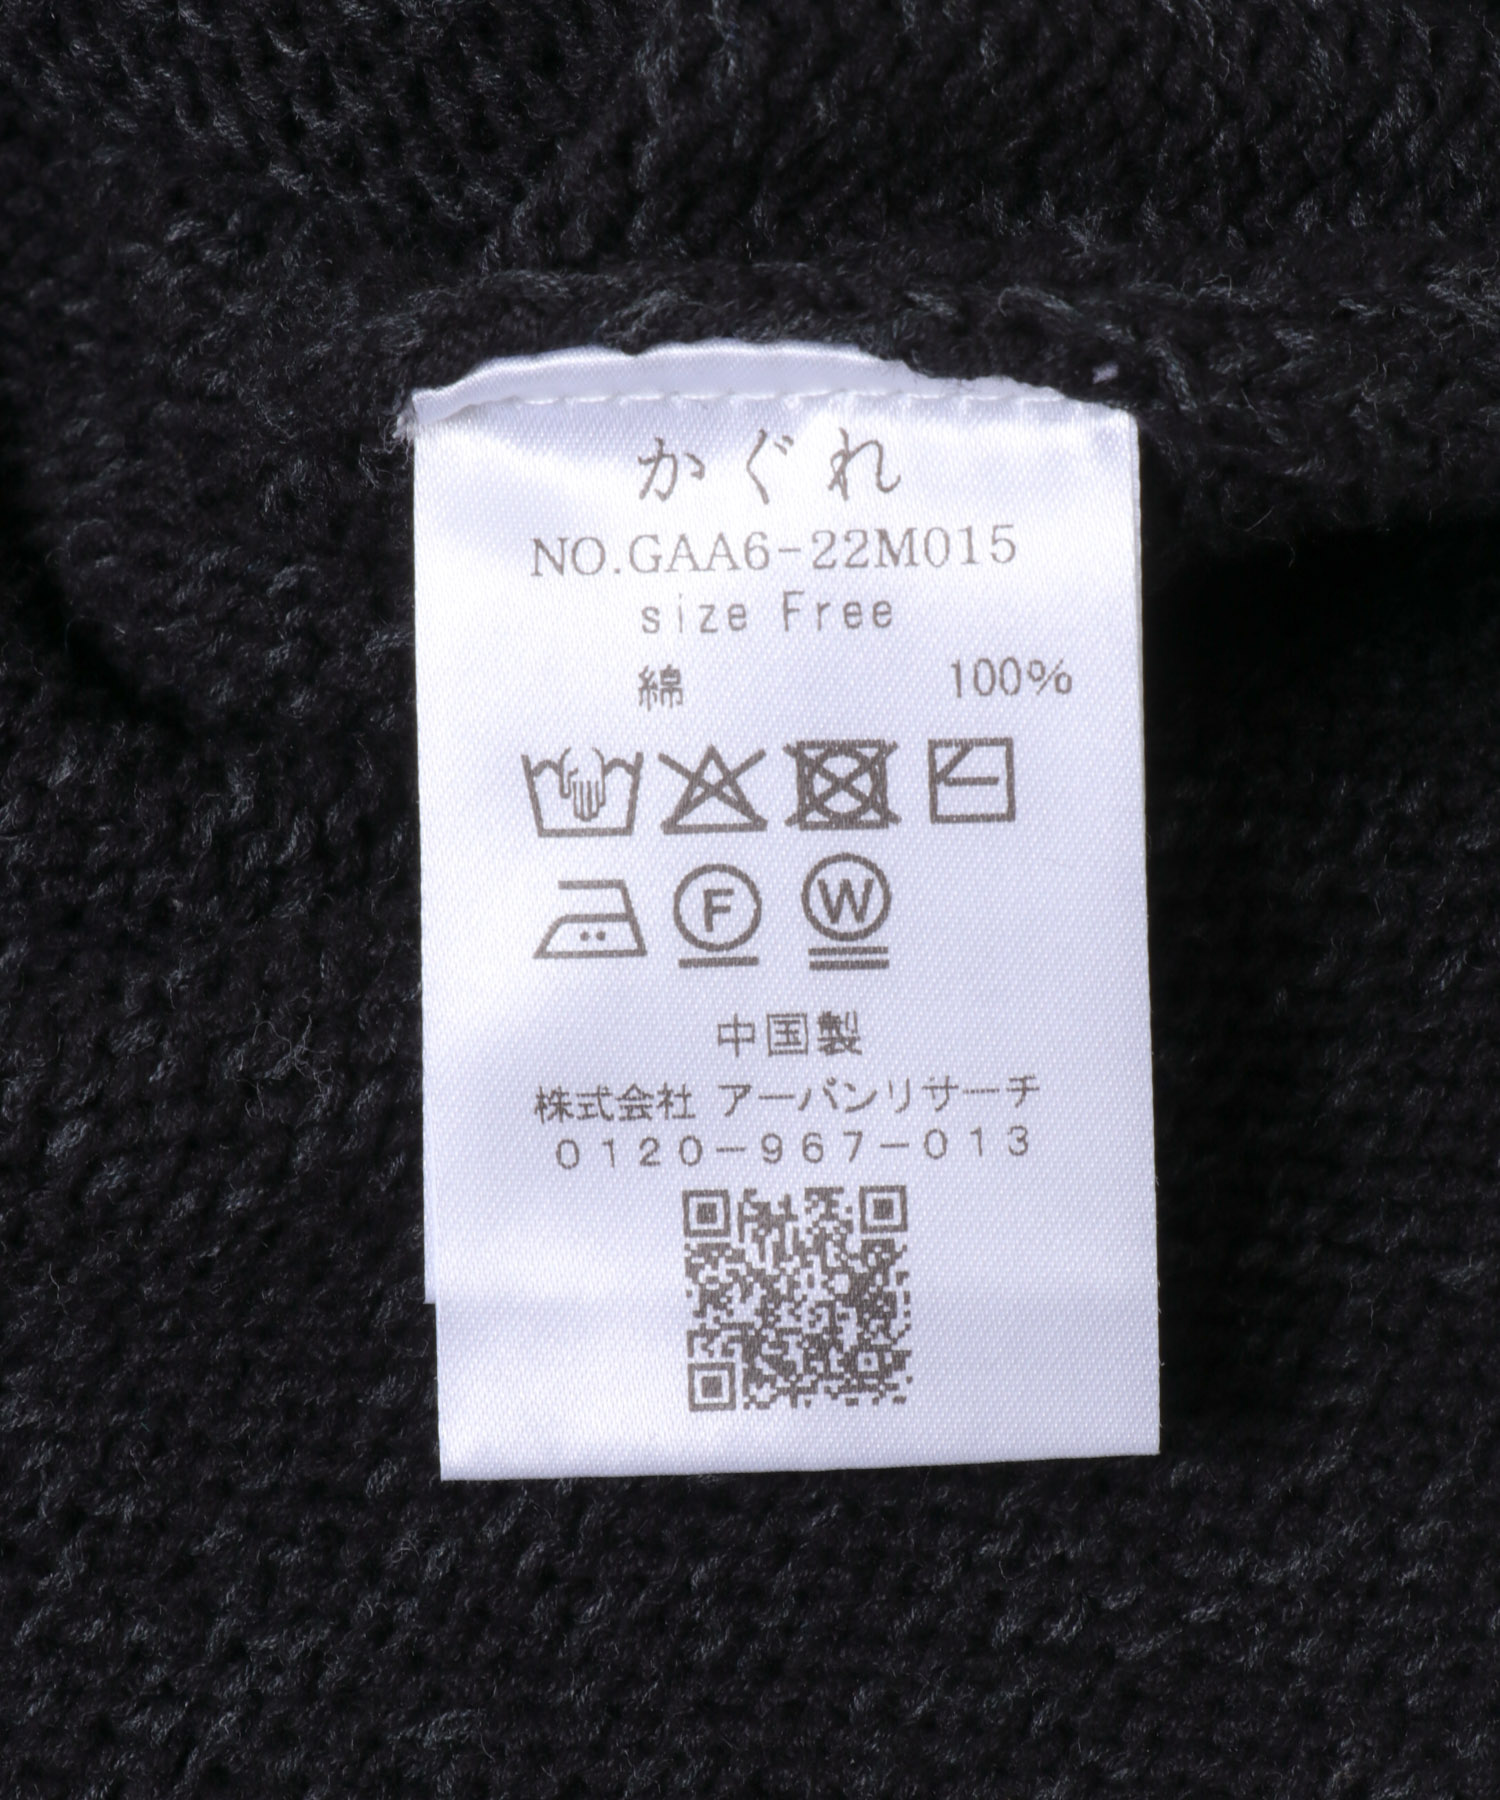 かぐれ
NO.GAA6-22M015
size Free
綿 100%
F W
中国製
株式会社 アーバンリサーチ
0120-967-013